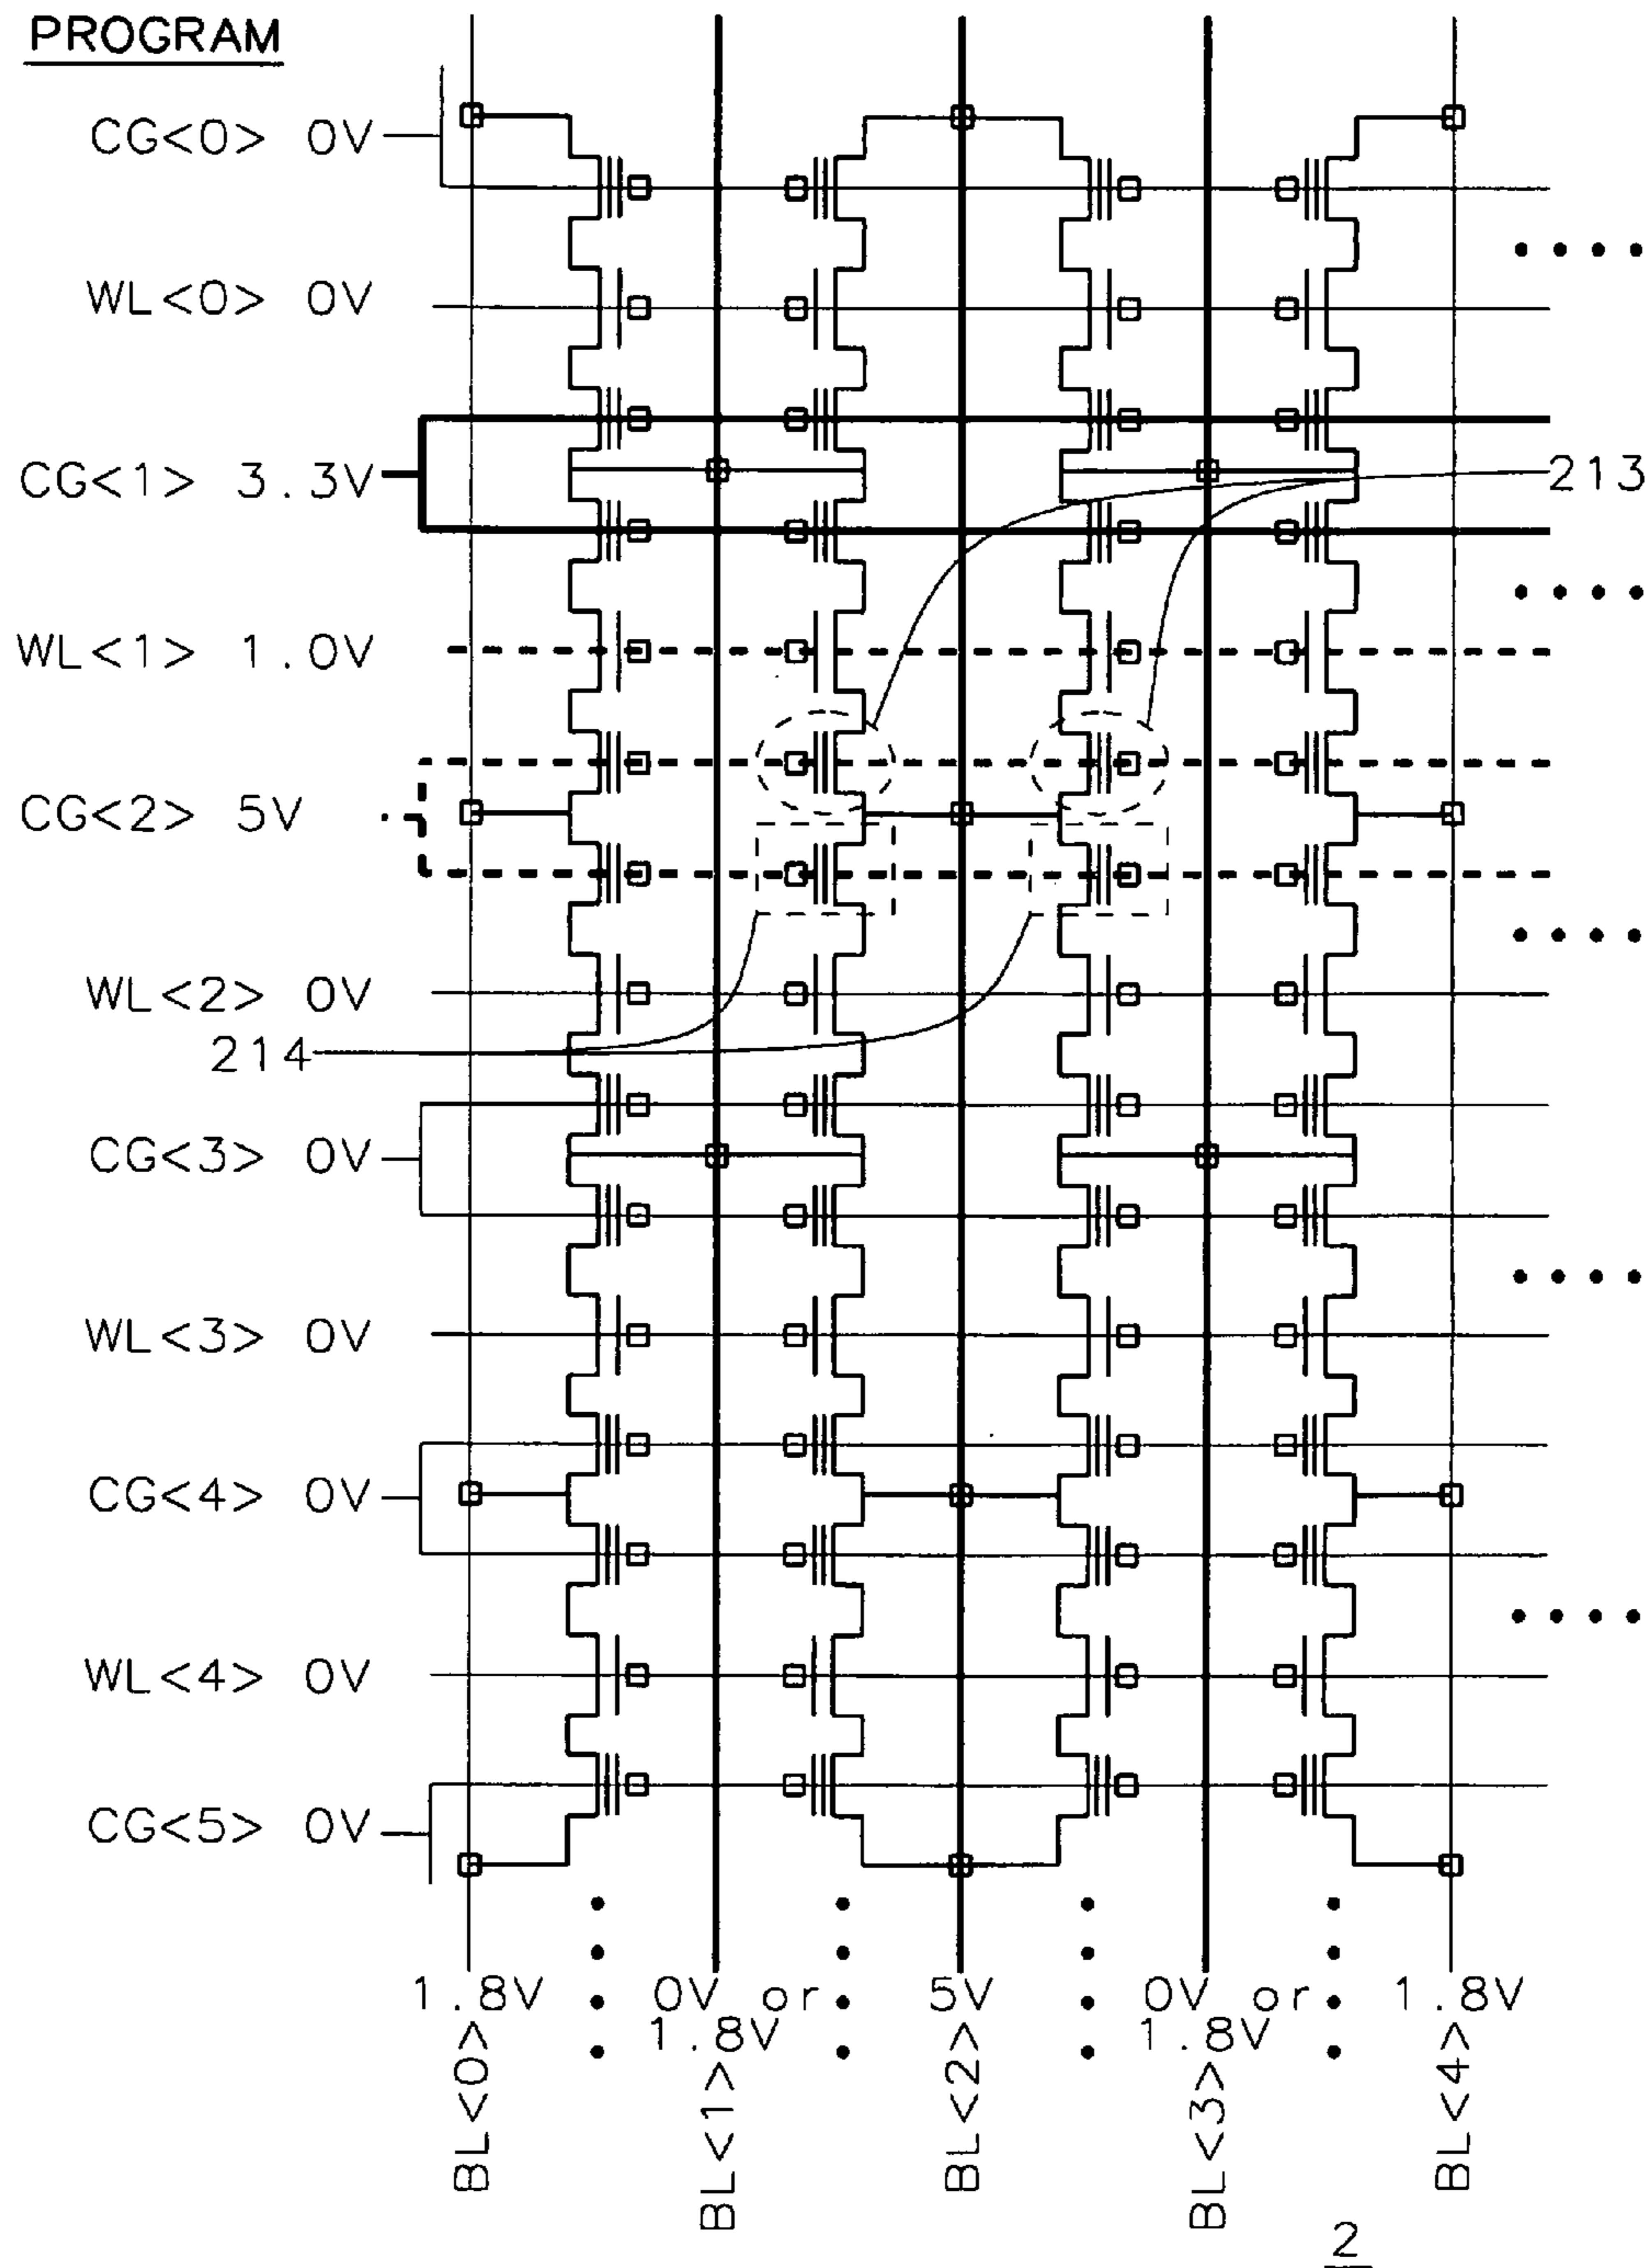 PROGRAM
CG<0> 0V
WL<0> 0V
CG<1> 3.3V
213
WL<1> 1.0V
CG<2> 5V
WL<2> 0V
214
CG<3> 0V
WL<3> 0V
CG<4> 0V
WL<4> 0V
CG<5> 0V
1.8V
0V or
1.8V
5V
0V or
1.8V
1.8V
BL<0>
BL<1>
BL<2>
BL<3>
BL<4>
2